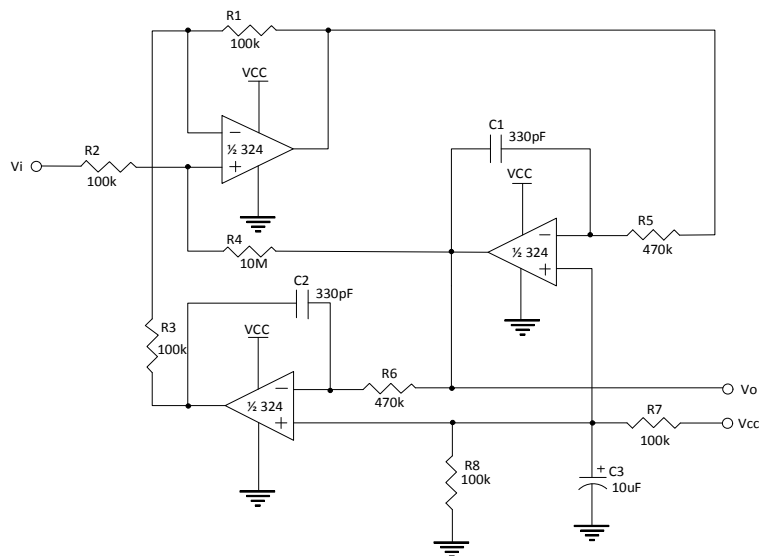 R1
100k
VCC
−
½ 324
+
Vi
R2
100k
C1
330pF
VCC
R4
10M
−
½ 324
+
R5
470k
C2
330pF
R3
100k
VCC
−
½ 324
+
R6
470k
Vo
R7
100k
Vcc
R8
100k
+
C3
10uF